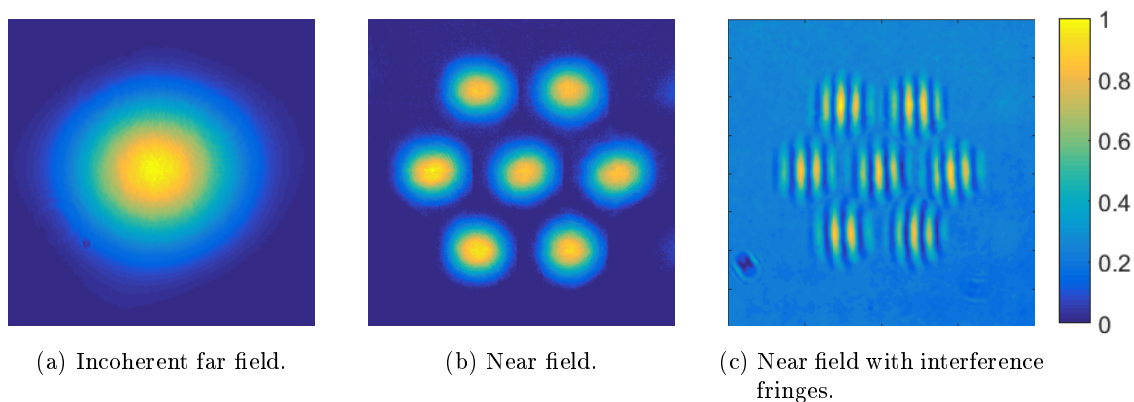 1
0.8
0.6
0.4
0.2
0
(a) Incoherent far field.
(b) Near field.
(c) Near field with interference
fringes.